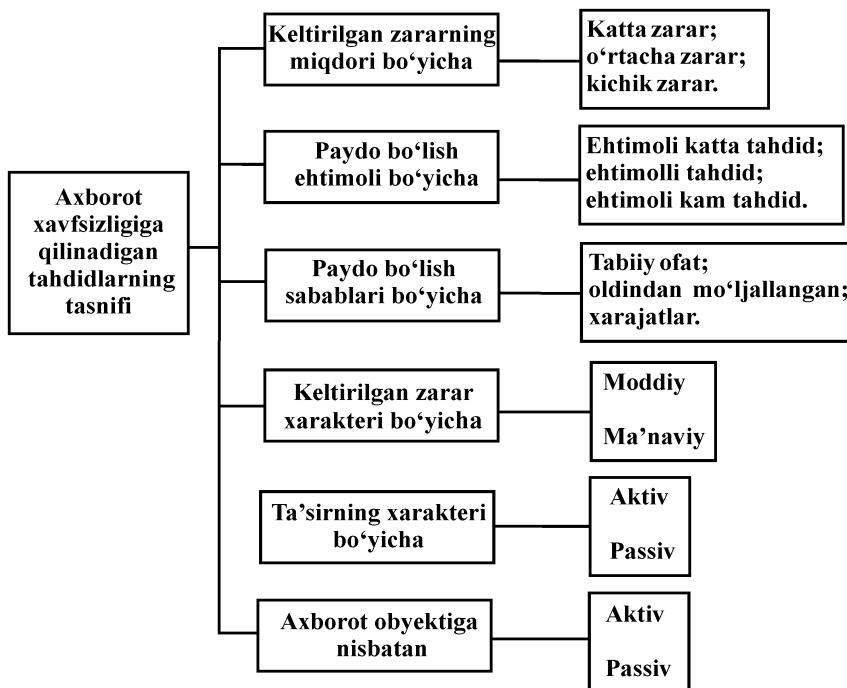 Axborot
xavfsizligiga
qilinadigan
tahdidlarning
tasnifi
Keltirilgan zararning
miqdori bo‘yicha
Katta zarar;
o‘rtacha zarar;
kichik zarar.
Paydo bo‘lish
ehtimoli bo‘yicha
Ehtimoli katta tahdid;
ehtimolli tahdid;
ehtimoli kam tahdid.
Paydo bo‘lish
sabablari bo‘yicha
Tabiiy ofat;
oldindan mo‘ljallangan;
xarajatlar.
Keltirilgan zarar
xarakteri bo‘yicha
Moddiy
Ma’naviy
Ta’sirning xarakteri
bo‘yicha
Aktiv
Passiv
Axborot obyektiga
nisbatan
Aktiv
Passiv